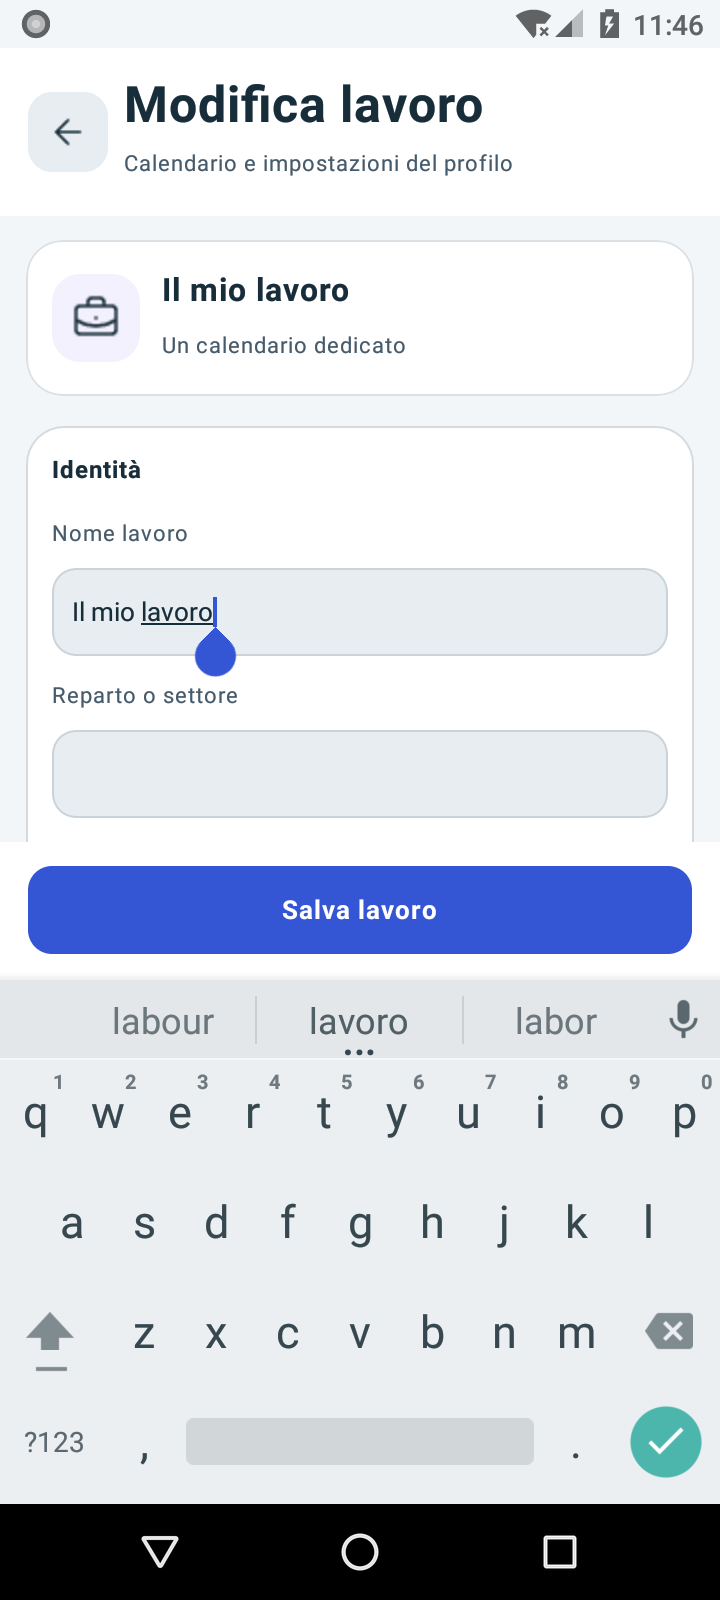 11:46
Modifica lavoro
Calendario e impostazioni del profilo
Il mio lavoro
Un calendario dedicato
Identità
Nome lavoro
Il mio lavoro
Reparto o settore
Salva lavoro
labour lavoro labor
1 2 3 4 5 6 7 8 9 0
q w e r t y u i o p
a s d f g h j k l
z x c v b n m
?123 , .